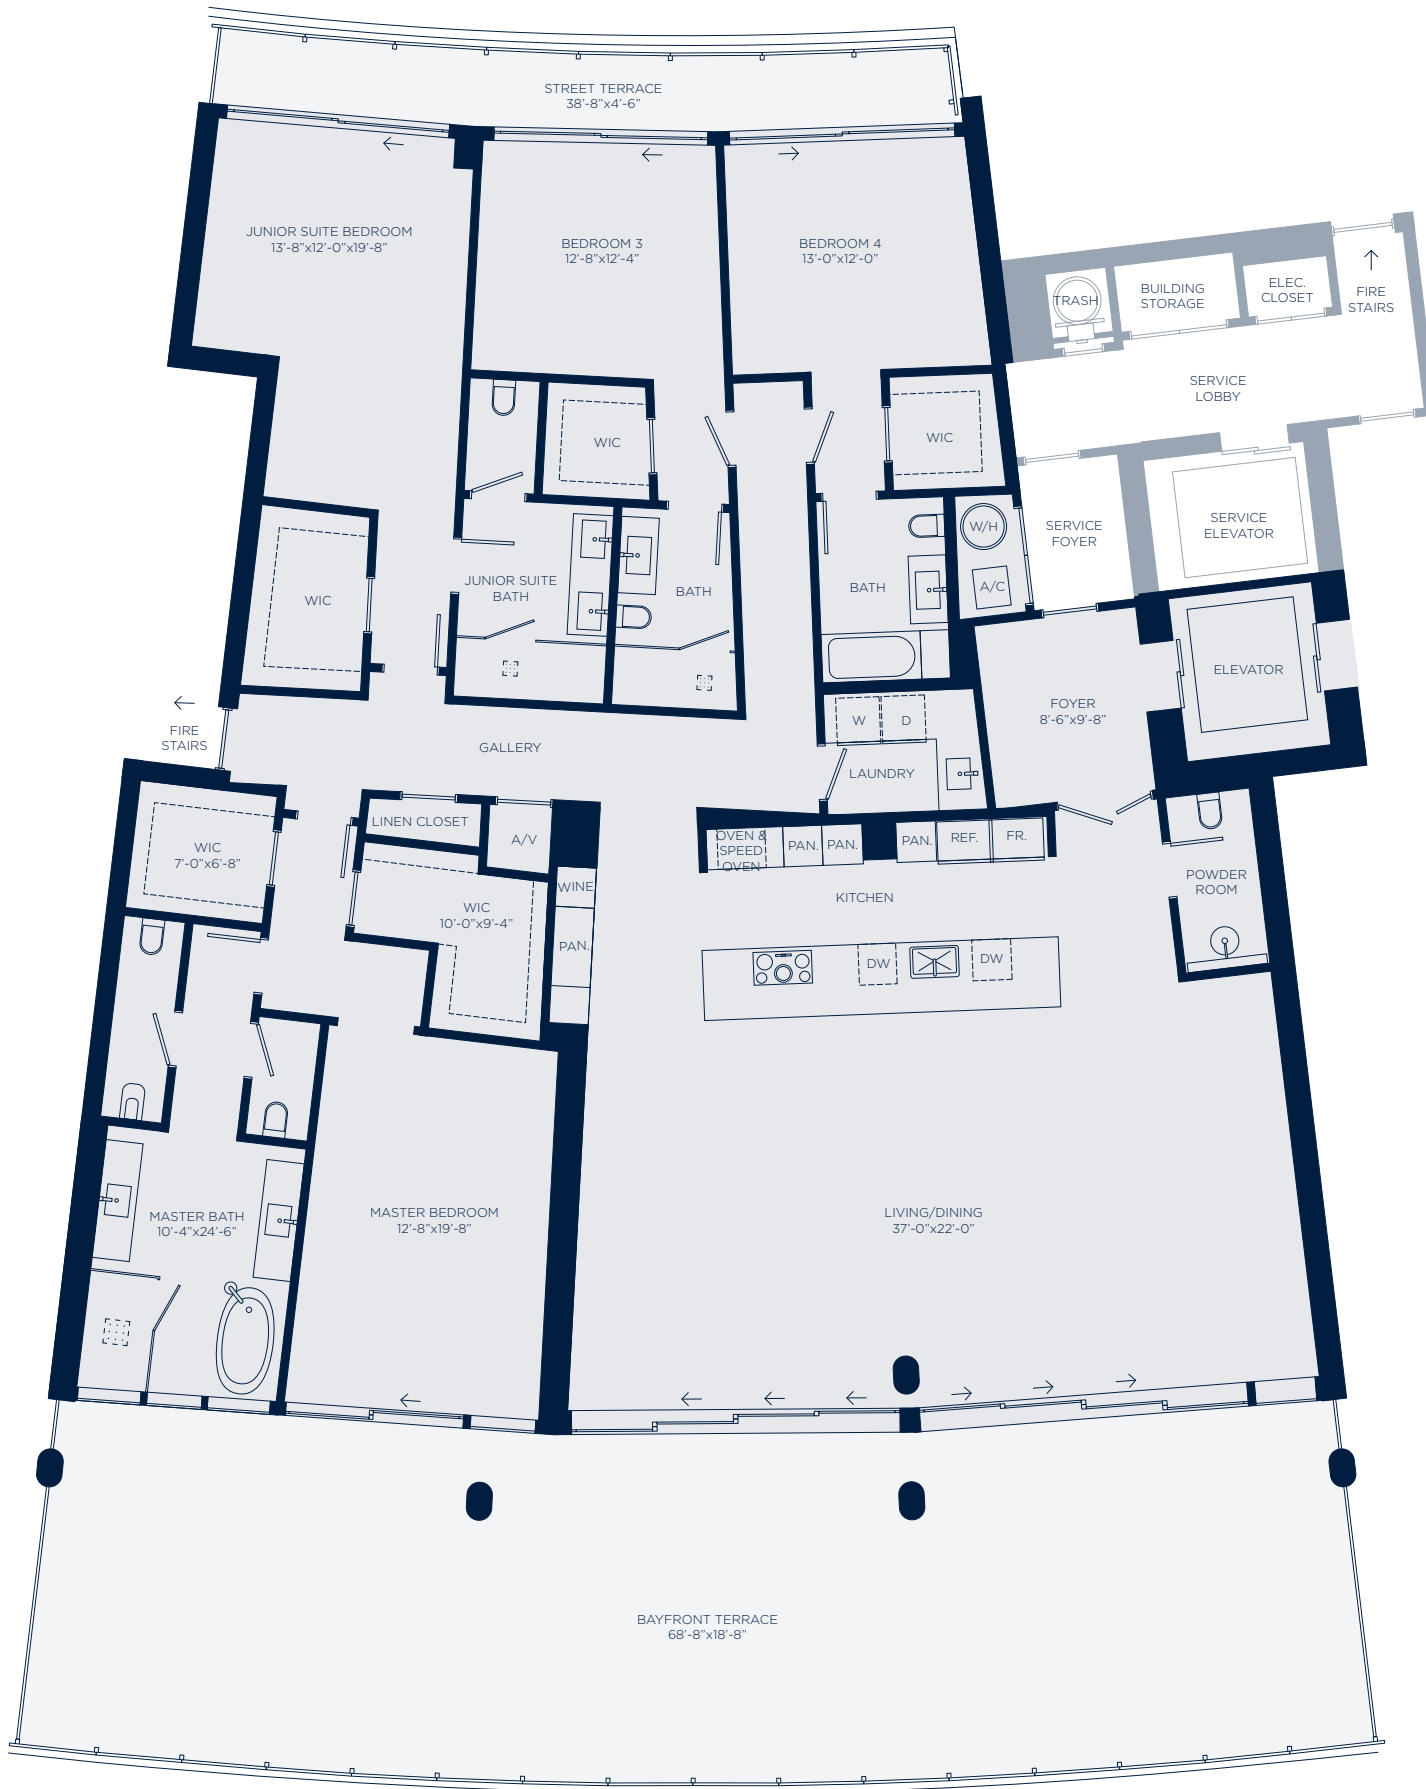 STREET TERRACE
38'-8"x4'-6"
JUNIOR SUITE BEDROOM
13'-8"x12'-0"x19'-8"
BEDROOM 3
12'-8"x12'-4"
BEDROOM 4
13'-0"x12'-0"
TRASH
BUILDING
STORAGE
ELEC.
CLOSET
FIRE
STAIRS
SERVICE
LOBBY
WIC
WIC
W/H
SERVICE
FOYER
SERVICE
ELEVATOR
WIC
JUNIOR SUITE
BATH
BATH
BATH
A/C
ELEVATOR
FOYER
8'-6"x9'-8"
FIRE
STAIRS
GALLERY
W
D
LAUNDRY
LINEN CLOSET
A/V
OVEN &
SPEED
OVEN
PAN.
PAN.
PAN.
REF.
FR.
WIC
7'-0"x6'-8"
WINE
KITCHEN
POWDER
ROOM
WIC
10'-0"x9'-4"
PAN.
DW
DW
MASTER BATH
10'-4"x24'-6"
MASTER BEDROOM
12'-8"x19'-8"
LIVING/DINING
37'-0"x22'-0"
BAYFRONT TERRACE
68'-8"x18'-8"